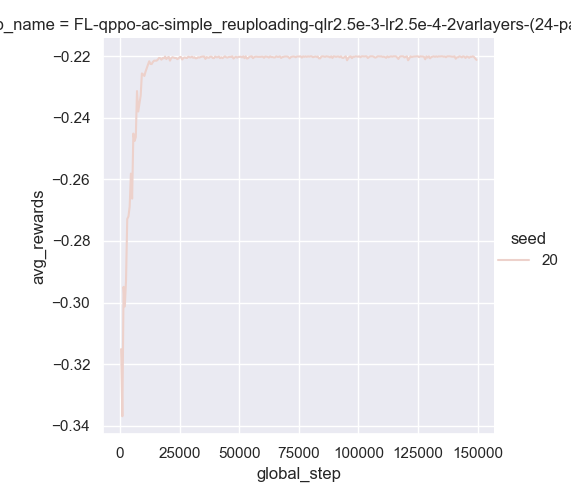 p_name = FL-qppo-ac-simple_reuploading-qlr2.5e-3-lr2.5e-4-2varlayers-(24-pa
−0.22
−0.24
−0.26
−0.28
−0.30
−0.32
−0.34
avg_rewards
0 25000 50000 75000 100000 125000 150000
global_step
seed
20